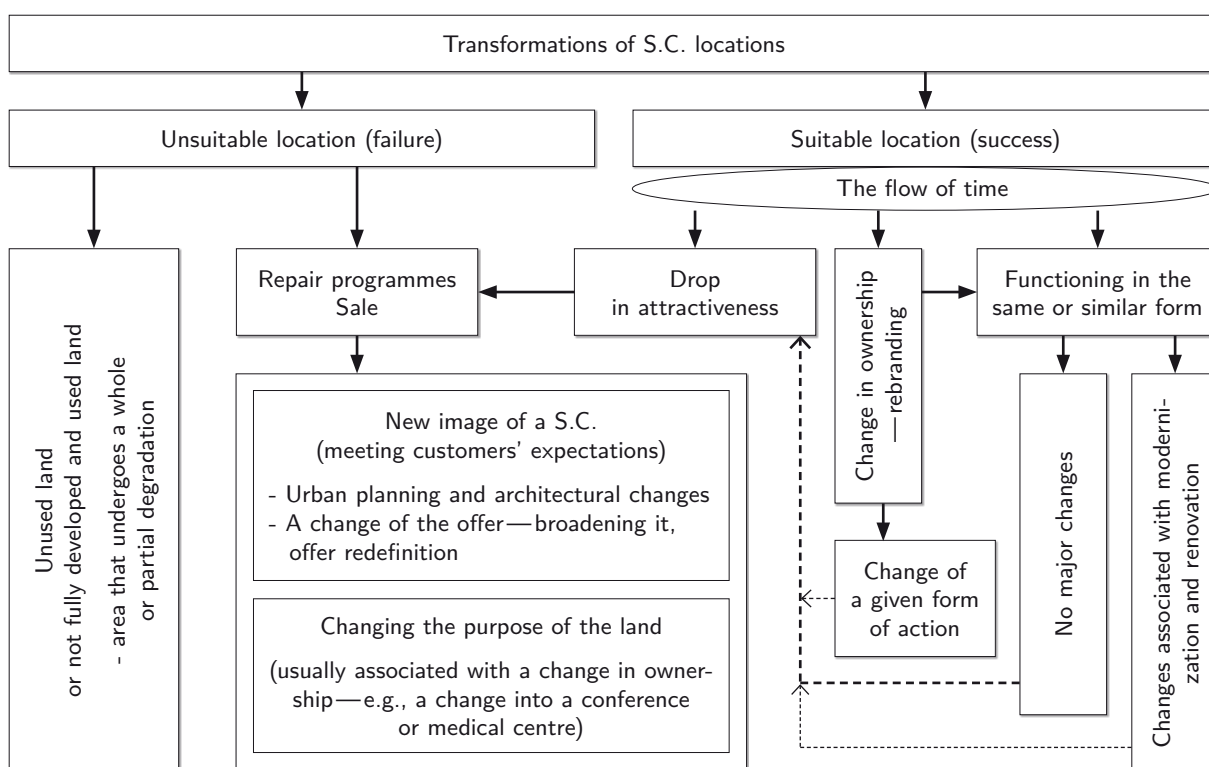 Transformations of S.C. locations
Unsuitable location (failure)
Suitable location (success)
The flow of time
Unused land
or not fully developed and used land
- area that undergoes a whole
or partial degradation
Repair programmes
Sale
Drop
in attractiveness
Change in ownership
—rebranding
Functioning in the
same or similar form
New image of a S.C.
(meeting customers’ expectations)
- Urban planning and architectural changes
- A change of the offer—broadening it,
offer redefinition
Changing the purpose of the land
(usually associated with a change in owner-
ship—e.g., a change into a conference
or medical centre)
Change of
a given form
of action
No major changes
Changes associated with moderni-
zation and renovation